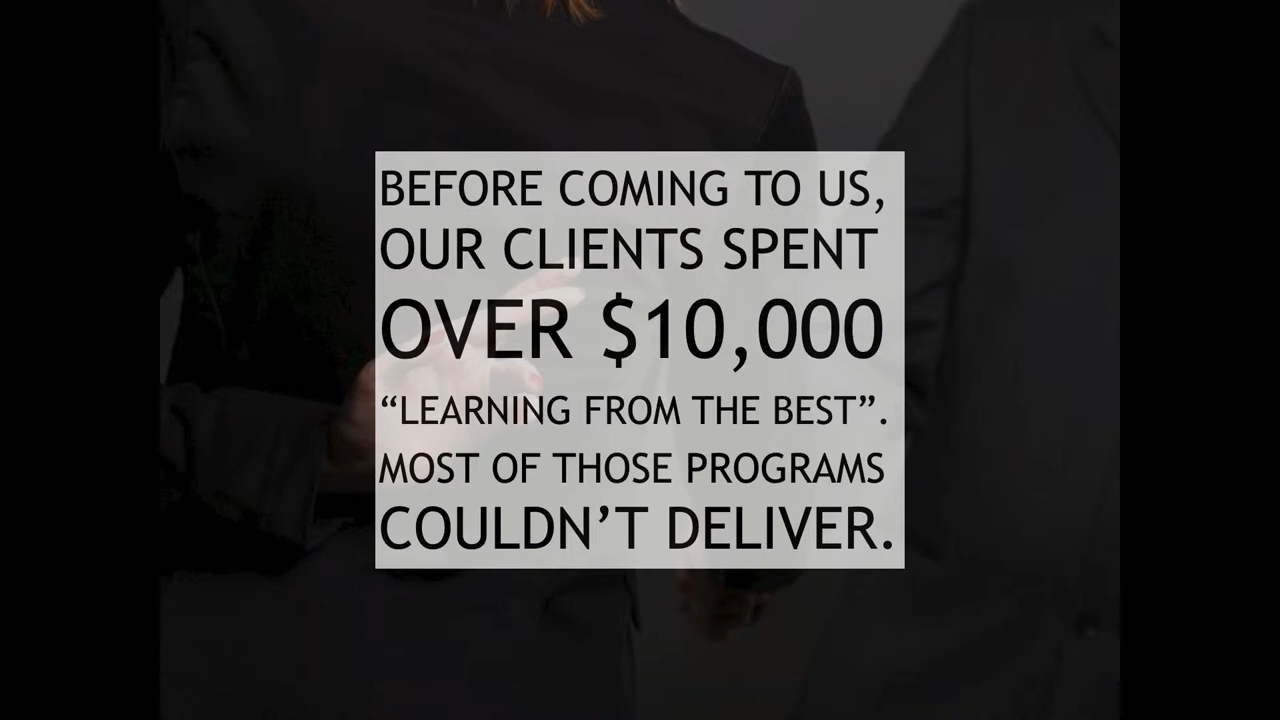 BEFORE COMING TO US,
OUR CLIENTS SPENT
OVER $10,000
“LEARNING FROM THE BEST”.
MOST OF THOSE PROGRAMS
COULDN’T DELIVER.